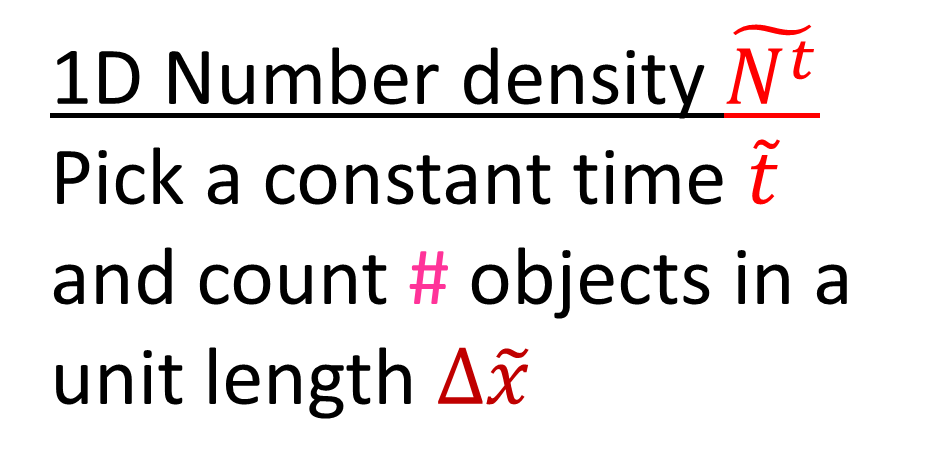 1D Number density Ñᵗ
Pick a constant time t̃
and count # objects in a
unit length Δx̃